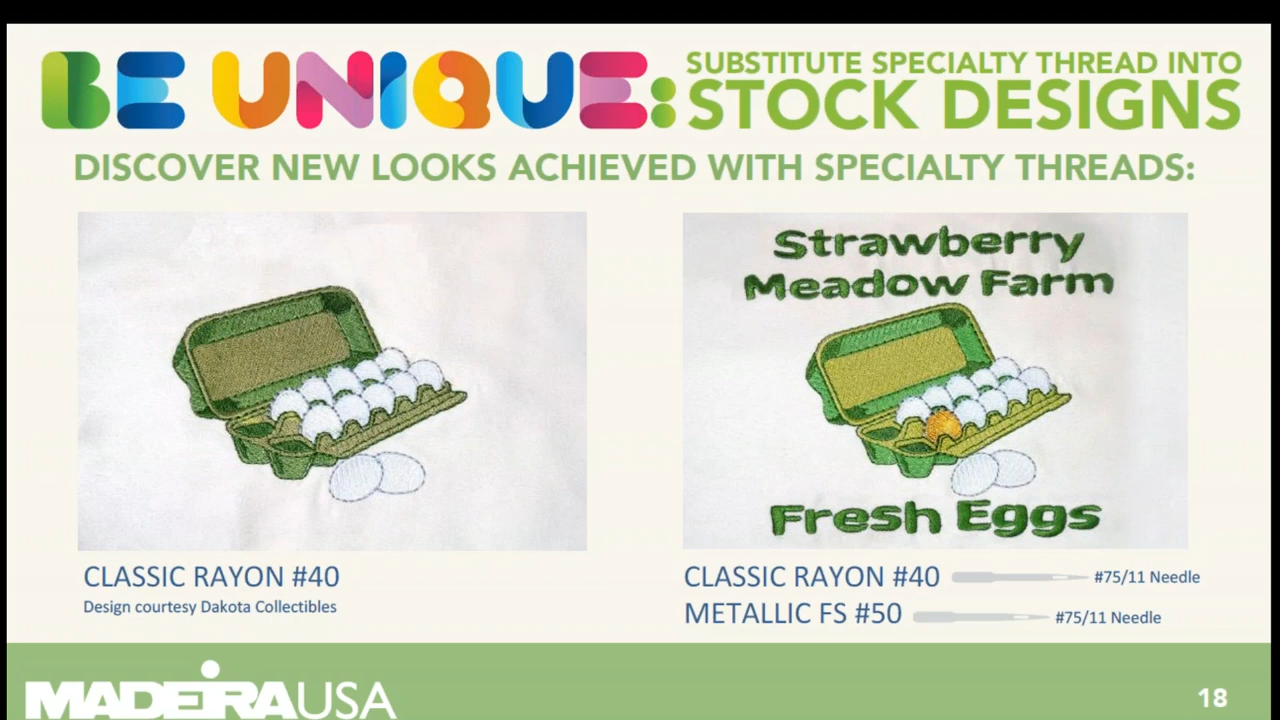 BE UNIQUE: SUBSTITUTE SPECIALTY THREAD INTO
STOCK DESIGNS
DISCOVER NEW LOOKS ACHIEVED WITH SPECIALTY THREADS:
Strawberry
Meadow Farm
Fresh Eggs
CLASSIC RAYON #40
Design courtesy Dakota Collectibles
CLASSIC RAYON #40 #75/11 Needle
METALLIC FS #50 #75/11 Needle
MADEIRAUSA
18